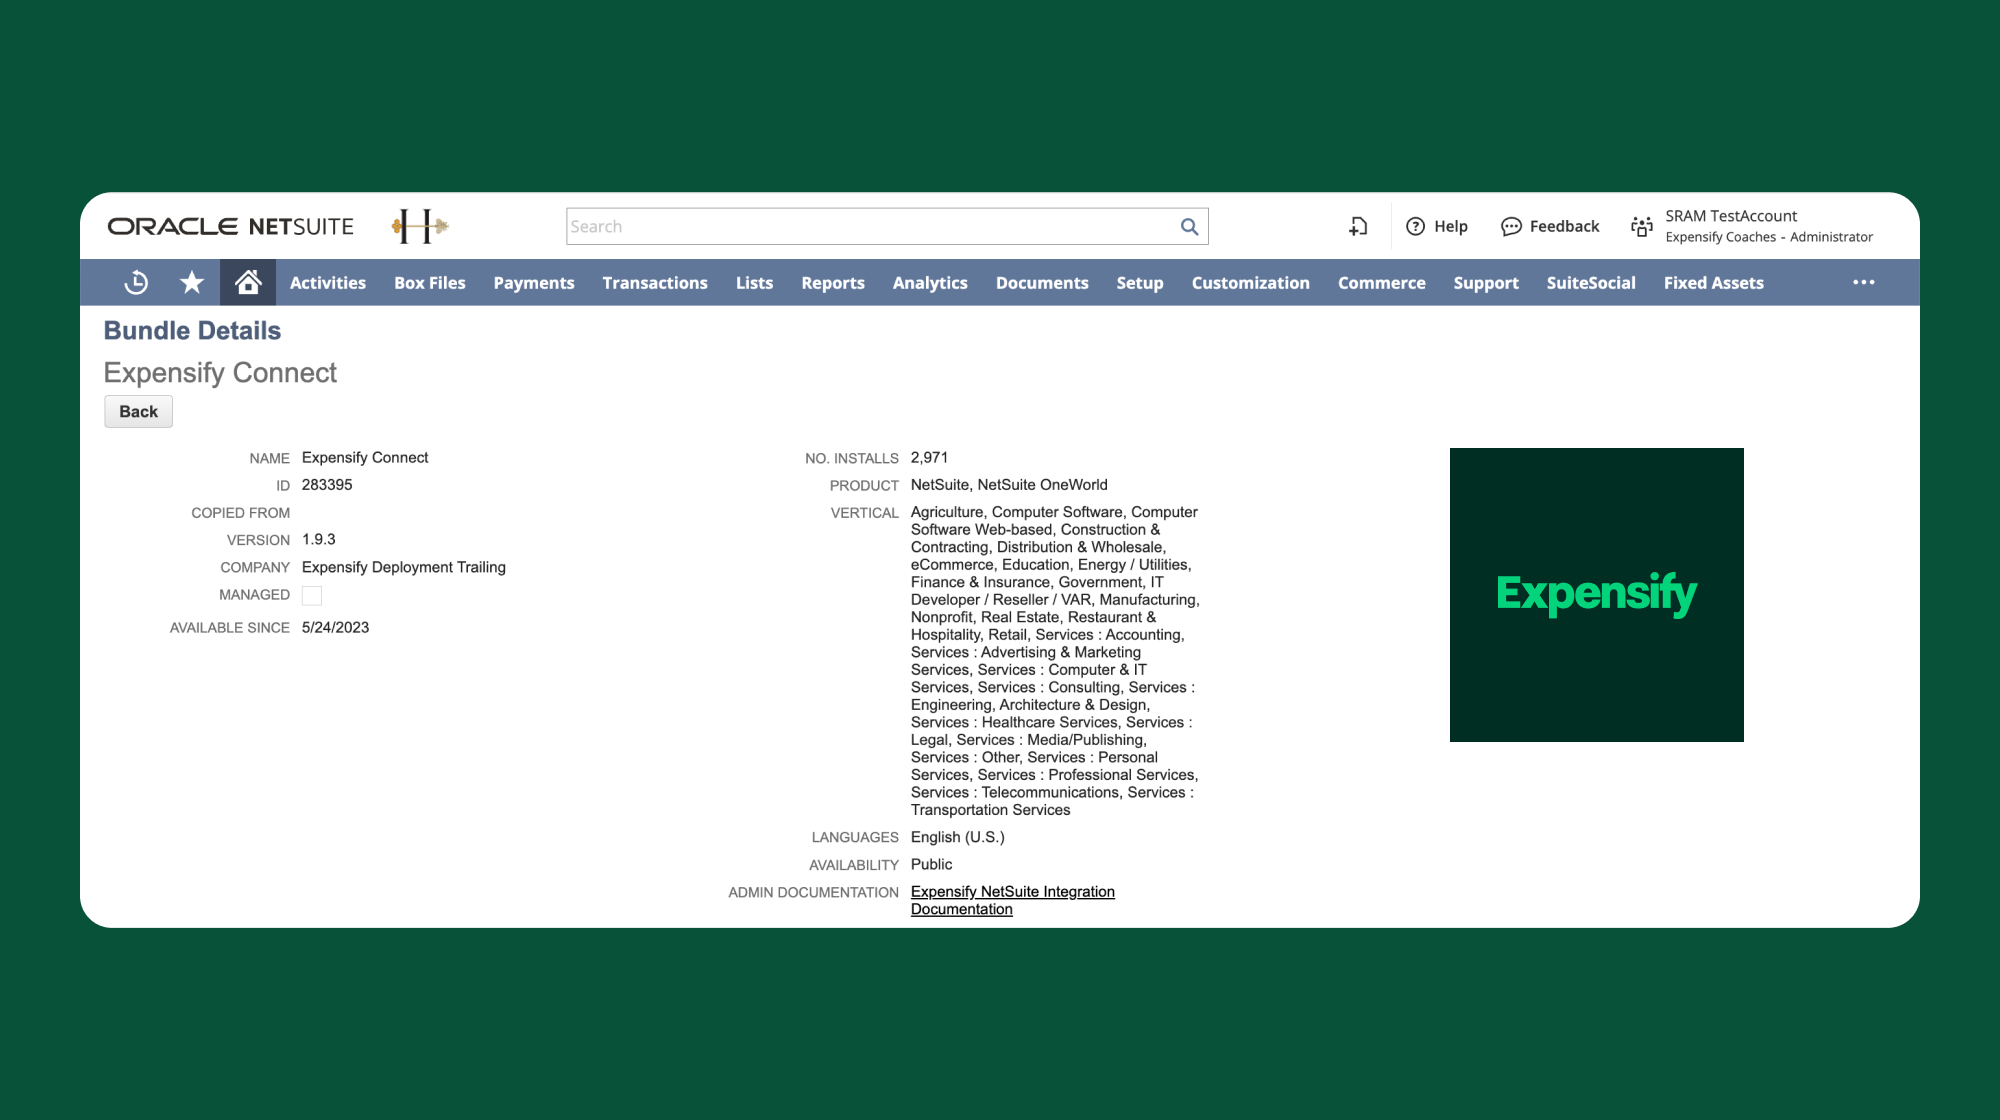 ORACLE NETSUITE
H
Search
Help
Feedback
SRAM TestAccount
Expensify Coaches - Administrator
Activities Box Files Payments Transactions Lists Reports Analytics Documents Setup Customization Commerce Support SuiteSocial Fixed Assets
Bundle Details
Expensify Connect
Back
NAME Expensify Connect
ID 283395
COPIED FROM
VERSION 1.9.3
COMPANY Expensify Deployment Trailing
MANAGED
AVAILABLE SINCE 5/24/2023
NO. INSTALLS 2,971
PRODUCT NetSuite, NetSuite OneWorld
VERTICAL Agriculture, Computer Software, Computer
Software Web-based, Construction &
Contracting, Distribution & Wholesale,
eCommerce, Education, Energy / Utilities,
Finance & Insurance, Government, IT
Developer / Reseller / VAR, Manufacturing,
Nonprofit, Real Estate, Restaurant &
Hospitality, Retail, Services : Accounting,
Services : Advertising & Marketing
Services, Services : Computer & IT
Services, Services : Consulting, Services :
Engineering, Architecture & Design,
Services : Healthcare Services, Services :
Legal, Services : Media/Publishing,
Services : Other, Services : Personal
Services, Services : Professional Services,
Services : Telecommunications, Services :
Transportation Services
LANGUAGES English (U.S.)
AVAILABILITY Public
ADMIN DOCUMENTATION Expensify NetSuite Integration
Documentation
Expensify